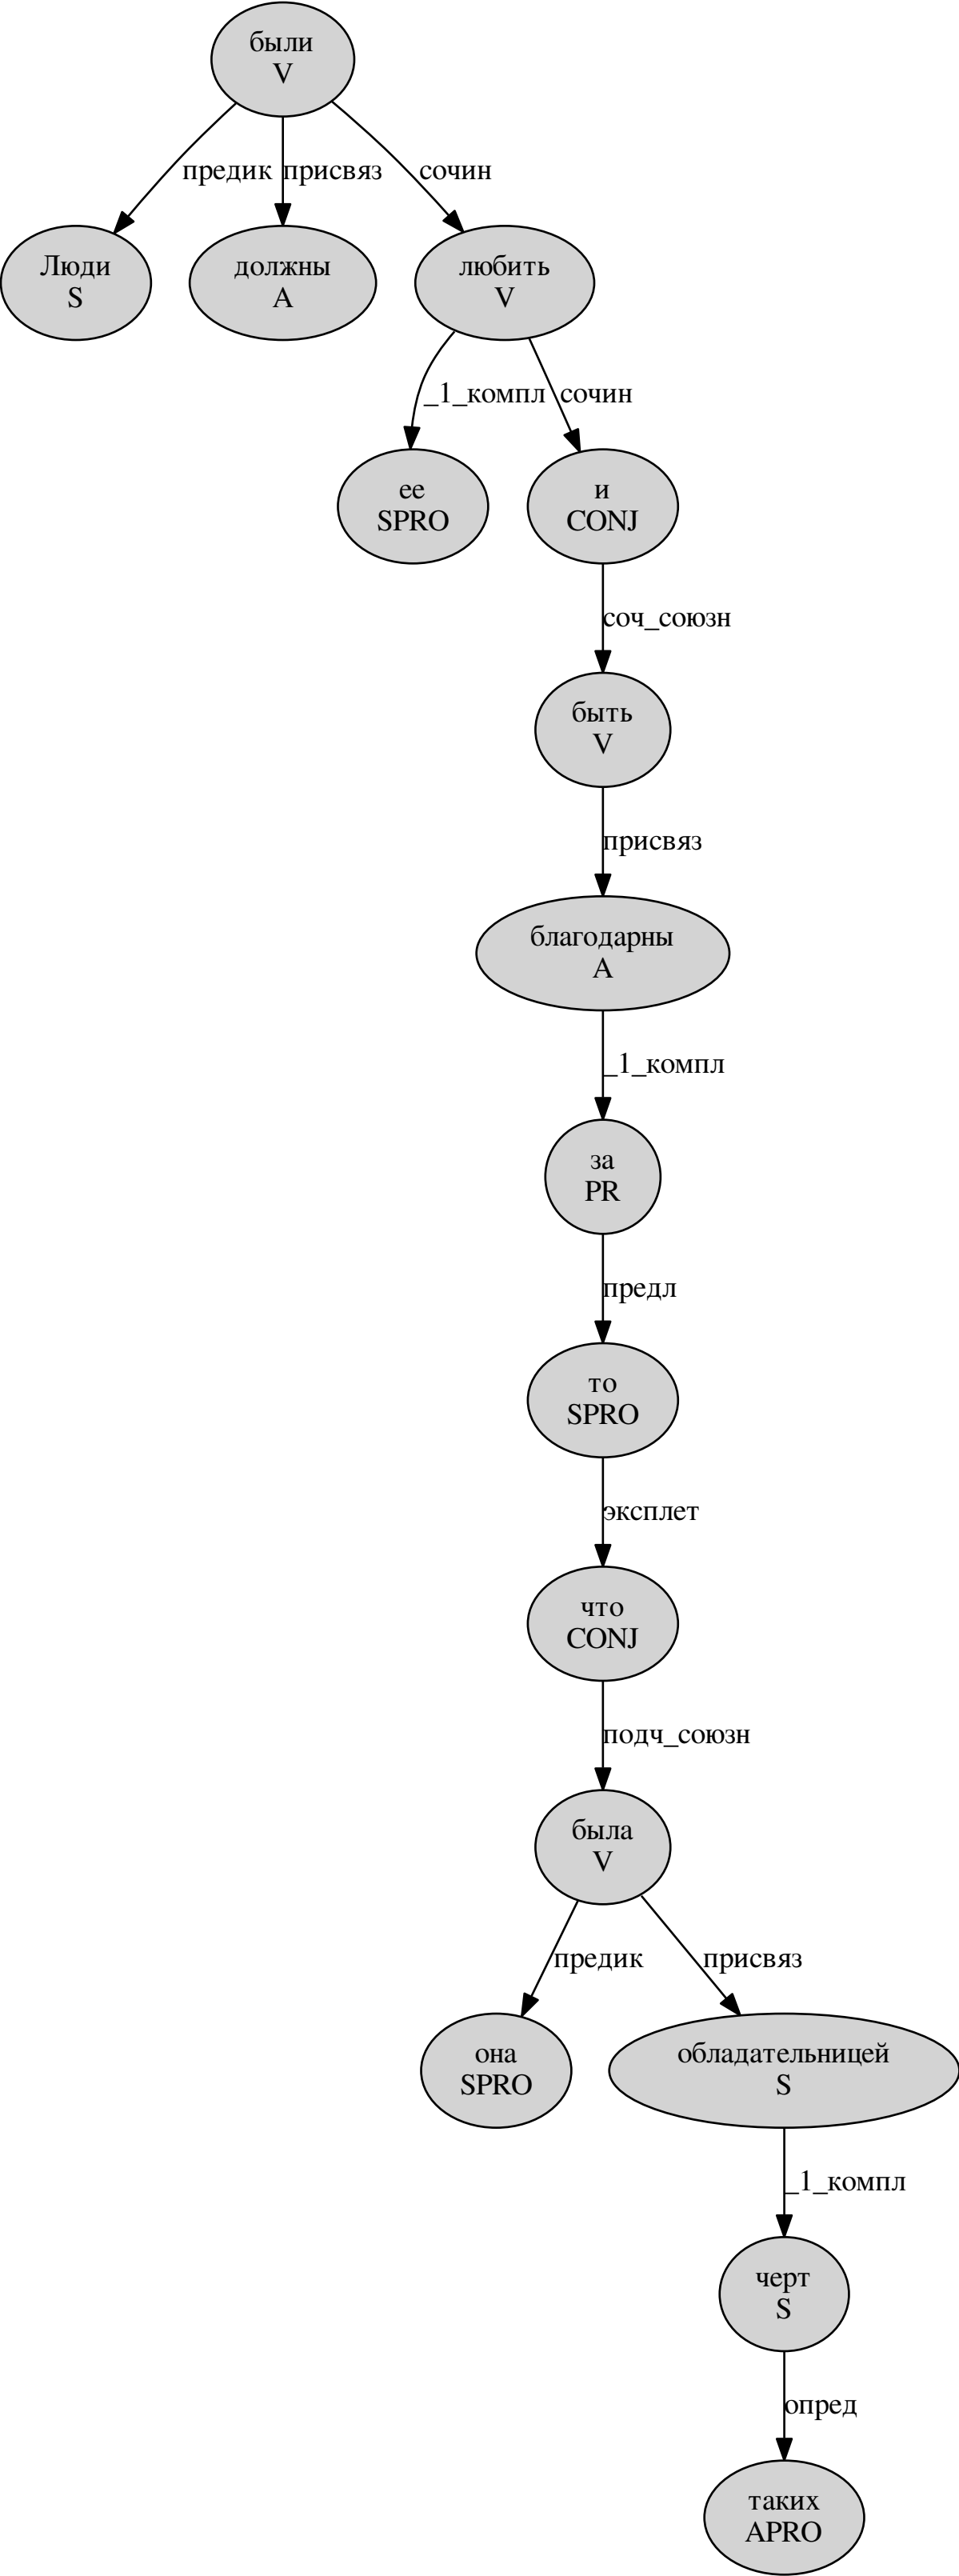 были
V
предик
присвяз
сочин
Люди
S
должны
A
любить
V
_1_компл
сочин
ее
SPRO
и
CONJ
соч_союзн
быть
V
присвяз
благодарны
A
_1_компл
за
PR
предл
то
SPRO
эксплет
что
CONJ
подч_союзн
была
V
предик
присвяз
она
SPRO
обладательницей
S
_1_компл
черт
S
опред
таких
APRO